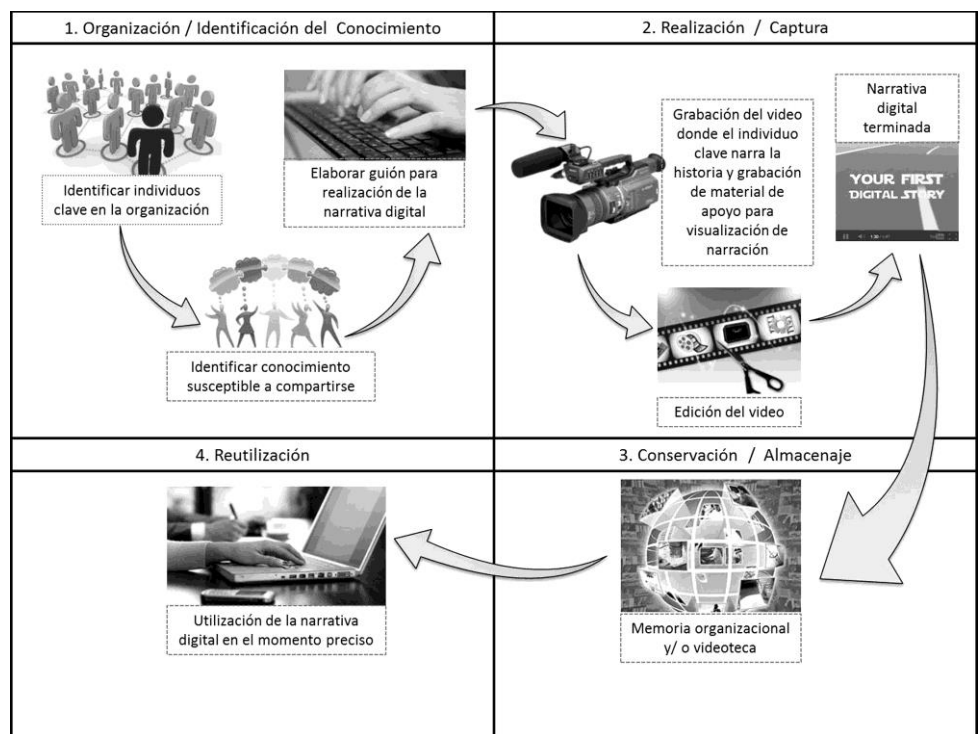 1. Organización / Identificación del Conocimiento
Identificar individuos
clave en la organización
Elaborar guión para
realización de la
narrativa digital
Identificar conocimiento
susceptible a compartirse
2. Realización / Captura
Grabación del video
donde el individuo
clave narra la
historia y grabación
de material de
apoyo para
visualización de
narración
Narrativa
digital
terminada
YOUR FIRST
DIGITAL STORY
Edición del video
4. Reutilización
Utilización de la narrativa
digital en el momento preciso
3. Conservación / Almacenaje
Memoria organizacional
y/ o videoteca